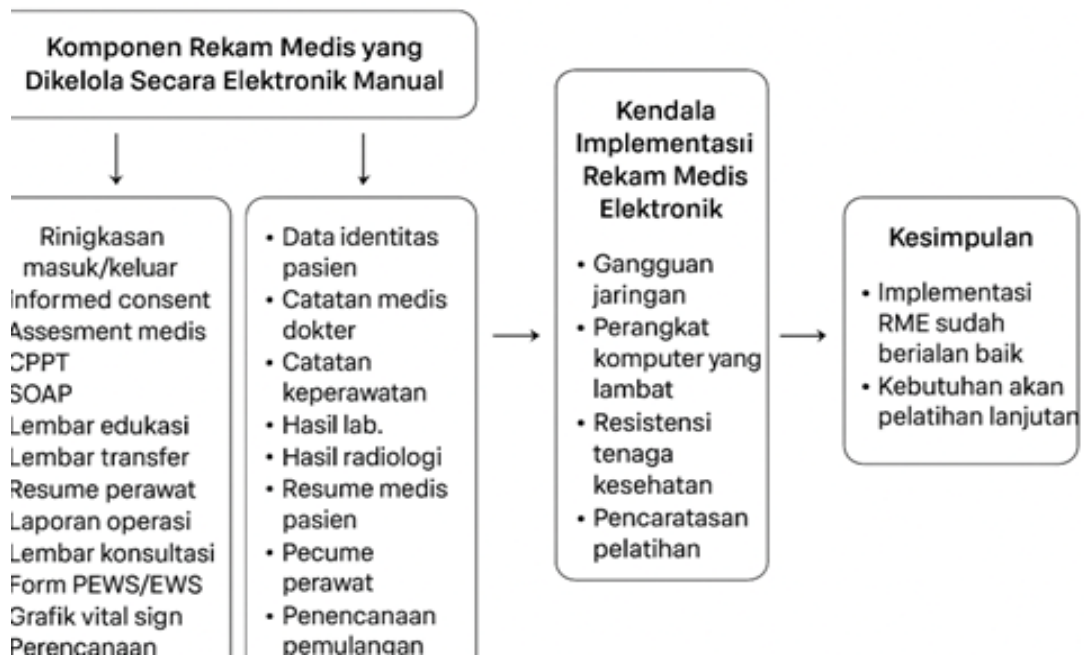 Komponen Rekam Medis yang
Dikelola Secara Elektronik Manual
Rinigkasan
masuk/keluar
Informed consent
Assesment medis
CPPT
SOAP
Lembar edukasi
Lembar transfer
Resume perawat
Laporan operasi
Lembar konsultasi
Form PEWS/EWS
Grafik vital sign
Perencanaan
• Data identitas
pasien
• Catatan medis
dokter
• Catatan
keperawatan
• Hasil lab.
• Hasil radiologi
• Resume medis
pasien
• Pecume
perawat
• Penencanaan
pemulangan
Kendala
Implementasıi
Rekam Medis
Elektronik
• Gangguan
jaringan
• Perangkat
komputer yang
lambat
• Resistensi
tenaga
kesehatan
• Pencaratasan
pelatihan
Kesimpulan
• Implementasi
RME sudah
berialan baik
• Kebutuhan akan
pelatihan lanjutan